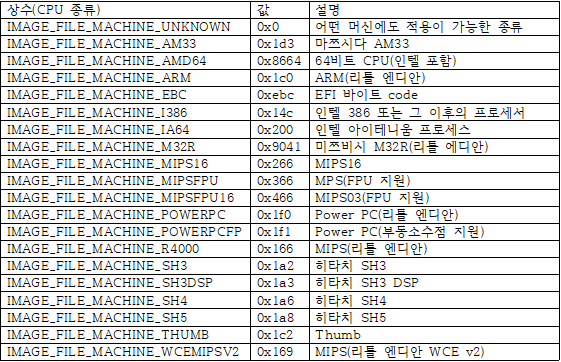 상수(CPU 종류) 값 설명
IMAGE_FILE_MACHINE_UNKNOWN 0x0 어떤 머신에도 적용이 가능한 종류
IMAGE_FILE_MACHINE_AM33 0x1d3 마쯔시다 AM33
IMAGE_FILE_MACHINE_AMD64 0x8664 64비트 CPU(인텔 포함)
IMAGE_FILE_MACHINE_ARM 0x1c0 ARM(리틀 엔디안)
IMAGE_FILE_MACHINE_EBC 0xebc EFI 바이트 code
IMAGE_FILE_MACHINE_I386 0x14c 인텔 386 또는 그 이후의 프로세서
IMAGE_FILE_MACHINE_IA64 0x200 인텔 아이테니움 프로세스
IMAGE_FILE_MACHINE_M32R 0x9041 미쯔비시 M32R(리틀 에디안)
IMAGE_FILE_MACHINE_MIPS16 0x266 MIPS16
IMAGE_FILE_MACHINE_MIPSFPU 0x366 MPS(FPU 지원)
IMAGE_FILE_MACHINE_MIPSFPU16 0x466 MIPS03(FPU 지원)
IMAGE_FILE_MACHINE_POWERPC 0x1f0 Power PC(리틀 엔디안)
IMAGE_FILE_MACHINE_POWERPCFP 0x1f1 Power PC(부동소수점 지원)
IMAGE_FILE_MACHINE_R4000 0x166 MIPS(리틀 엔디안)
IMAGE_FILE_MACHINE_SH3 0x1a2 히타치 SH3
IMAGE_FILE_MACHINE_SH3DSP 0x1a3 히타치 SH3 DSP
IMAGE_FILE_MACHINE_SH4 0x1a6 히타치 SH4
IMAGE_FILE_MACHINE_SH5 0x1a8 히타치 SH5
IMAGE_FILE_MACHINE_THUMB 0x1c2 Thumb
IMAGE_FILE_MACHINE_WCEMIPSV2 0x169 MIPS(리틀 엔디안 WCE v2)